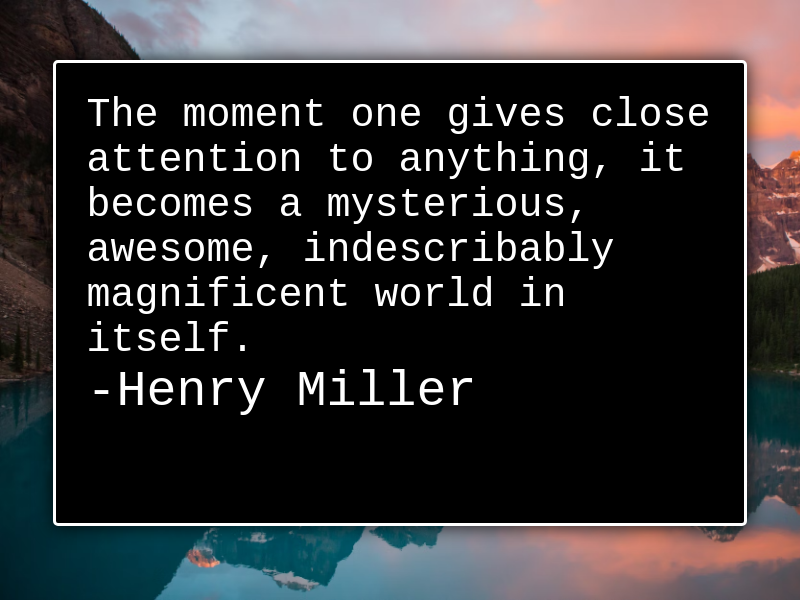 The moment one gives close
attention to anything, it
becomes a mysterious,
awesome, indescribably
magnificent world in
itself.
-Henry Miller